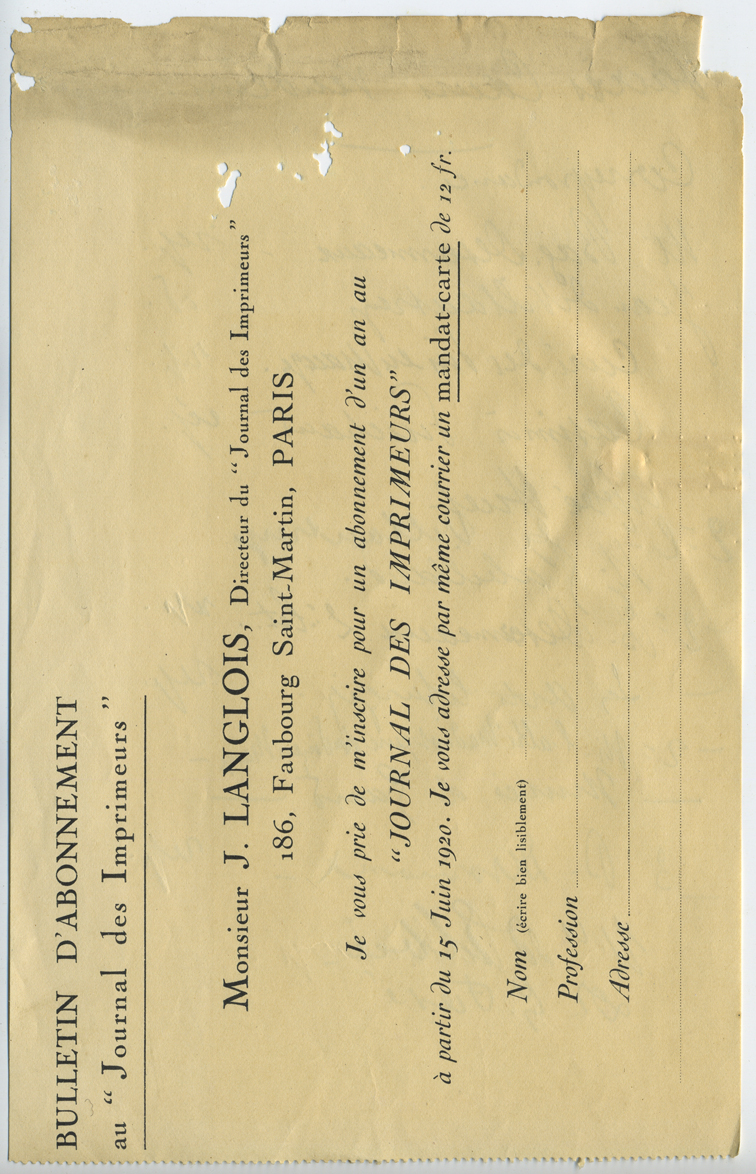 BULLETIN D'ABONNEMENT
au “ Journal des Imprimeurs ”
Monsieur J. LANGLOIS, Directeur du “ Journal des Imprimeurs ”
186, Faubourg Saint-Martin, PARIS
Je vous prie de m'inscrire pour un abonnement d'un an au
“JOURNAL DES IMPRIMEURS”
à partir du 15 Juin 1920. Je vous adresse par même courrier un mandat-carte de 12 fr.
Nom (écrire bien lisiblement)
Profession
Adresse